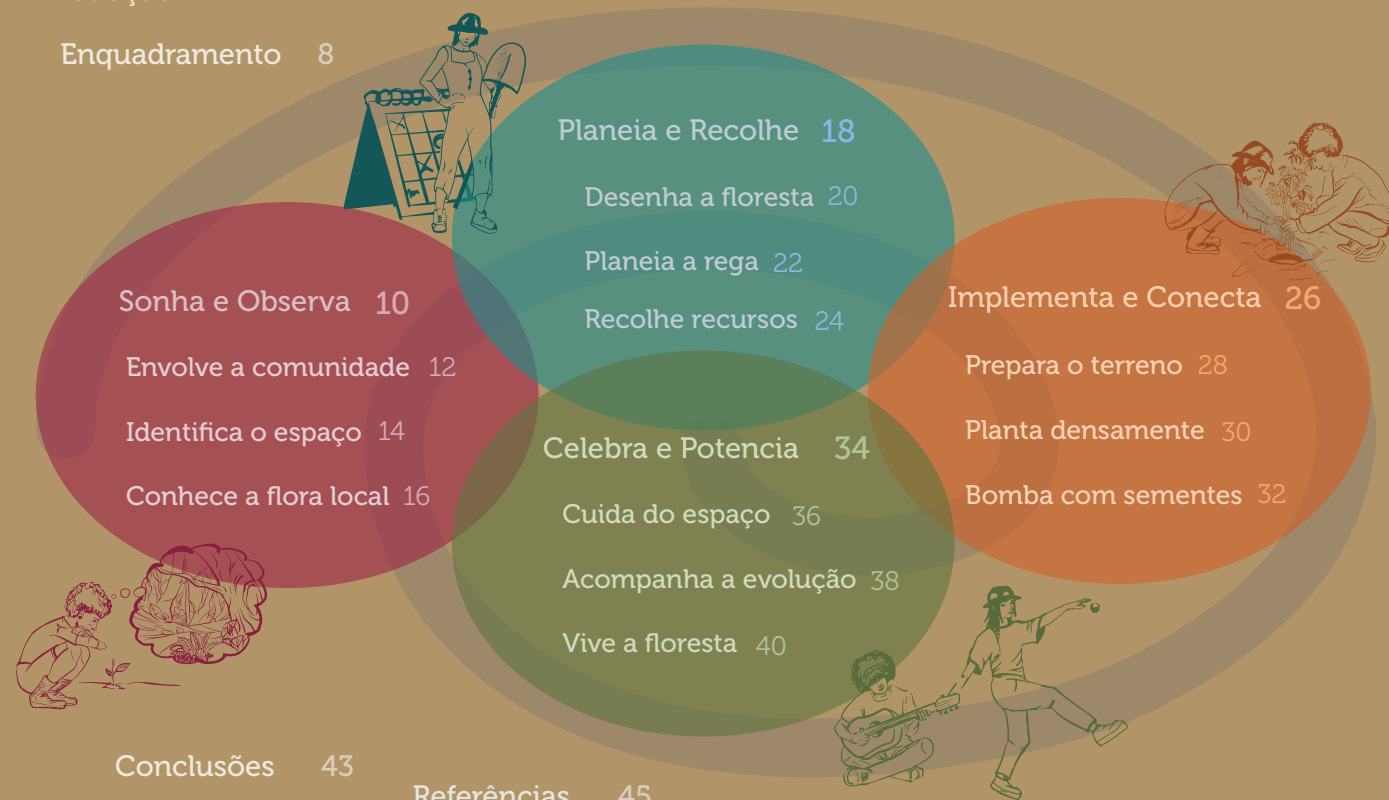 Enquadramento 8
Sonha e Observa 10
Envolve a comunidade 12
Identifica o espaço 14
Conhece a flora local 16
Planeia e Recolhe 18
Desenha a floresta 20
Planeia a rega 22
Recolhe recursos 24
Implementa e Conecta 26
Prepara o terreno 28
Planta densamente 30
Bomba com sementes 32
Celebra e Potencia 34
Cuida do espaço 36
Acompanha a evolução 38
Vive a floresta 40
Conclusões 43
Referências 45